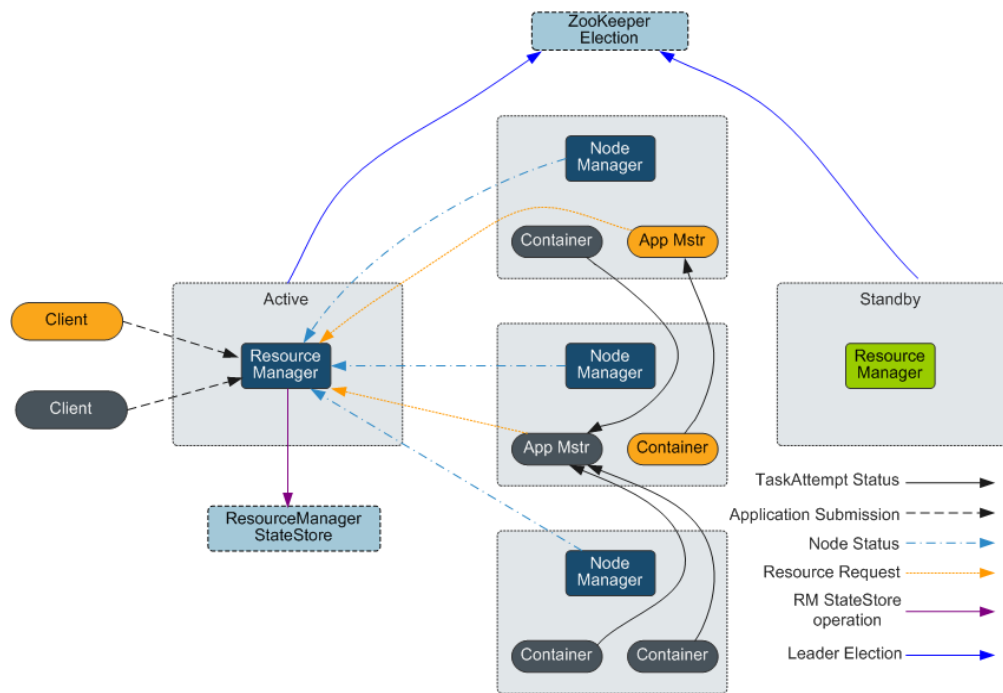 ZooKeeper
Election
Node
Manager
Container
App Mstr
Active
Standby
Client
Resource
Manager
Node
Manager
Resource
Manager
Client
App Mstr
Container
TaskAttempt Status
ResourceManager
StateStore
Application Submission
Node
Manager
Node Status
Resource Request
RM StateStore
operation
Container
Container
Leader Election